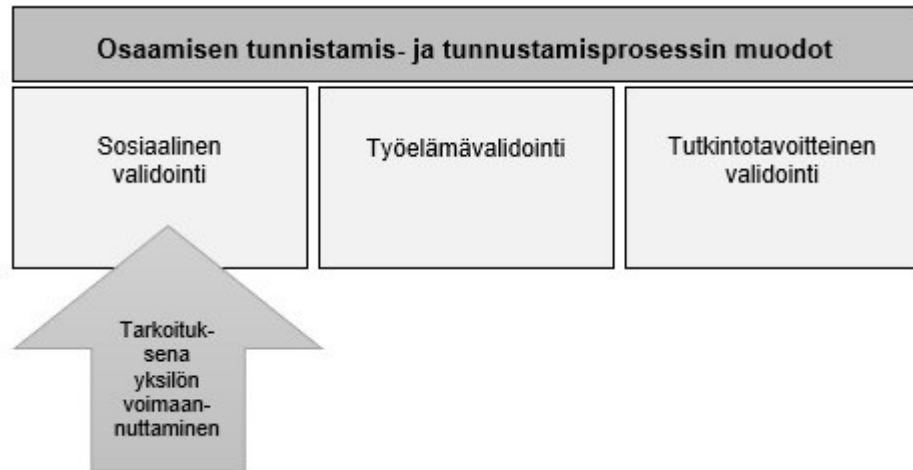 Osaamisen tunnistamis- ja tunnustamisprosessin muodot
Sosiaalinen
validointi
Työelämävalidointi
Tutkintotavoitteinen
validointi
Tarkoituk-
sena
yksilön
voimaan-
nuttaminen